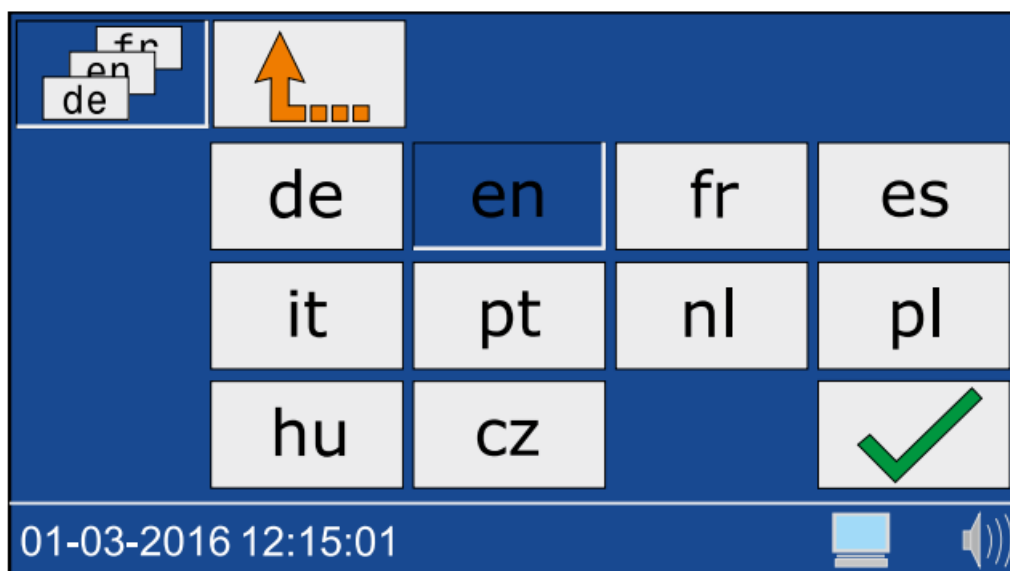 fr
en
de
de en fr es
it pt nl pl
hu cz
01-03-2016 12:15:01